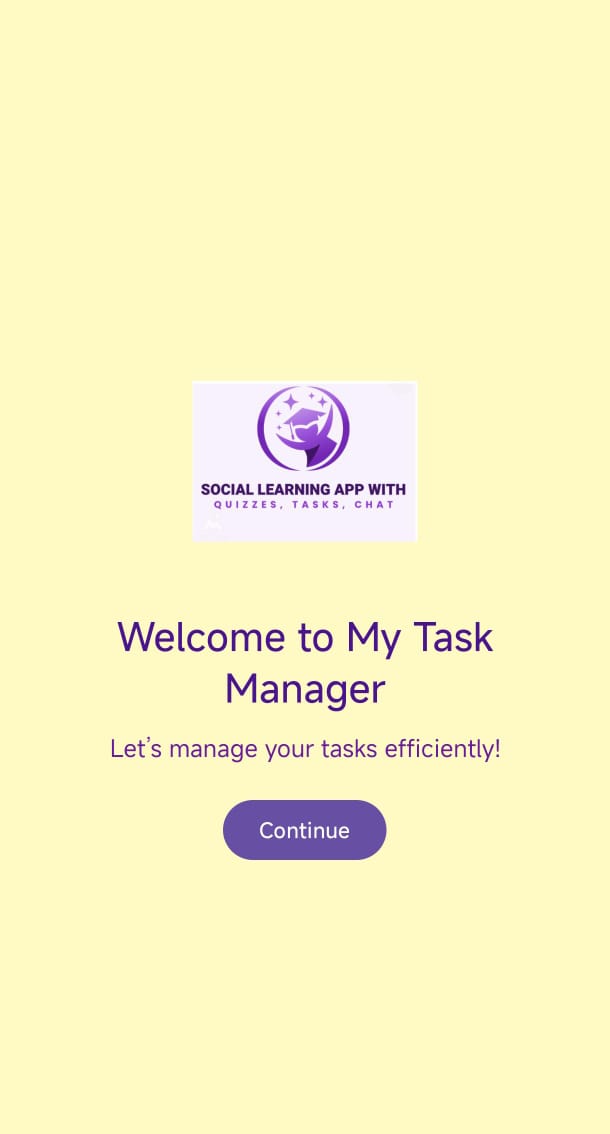 SOCIAL LEARNING APP WITH
QUIZZES, TASKS, CHAT
Welcome to My Task
Manager
Let’s manage your tasks efficiently!
Continue